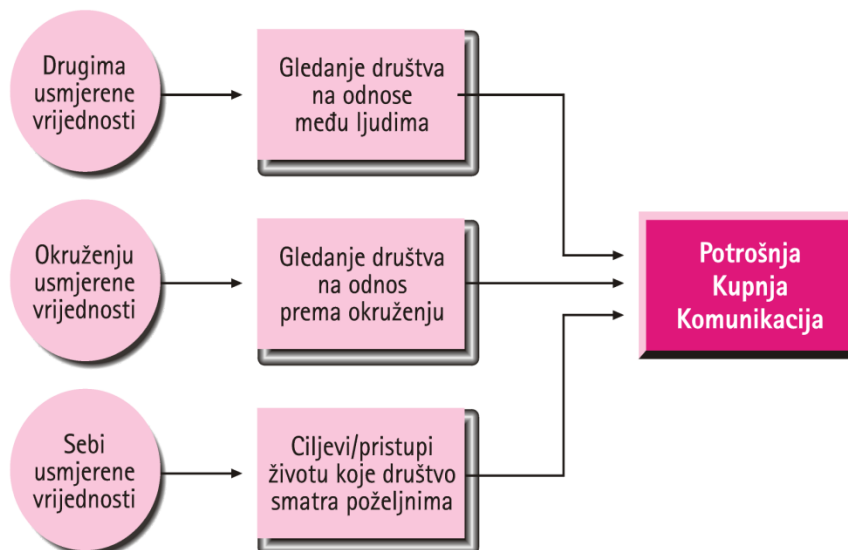 Drugima
usmjerene
vrijednosti
Gledanje društva
na odnose
među ljudima
Okruženju
usmjerene
vrijednosti
Gledanje društva
na odnos
prema okruženju
Potrošnja
Kupnja
Komunikacija
Sebi
usmjerene
vrijednosti
Ciljevi/pristupi
životu koje društvo
smatra poželjnima